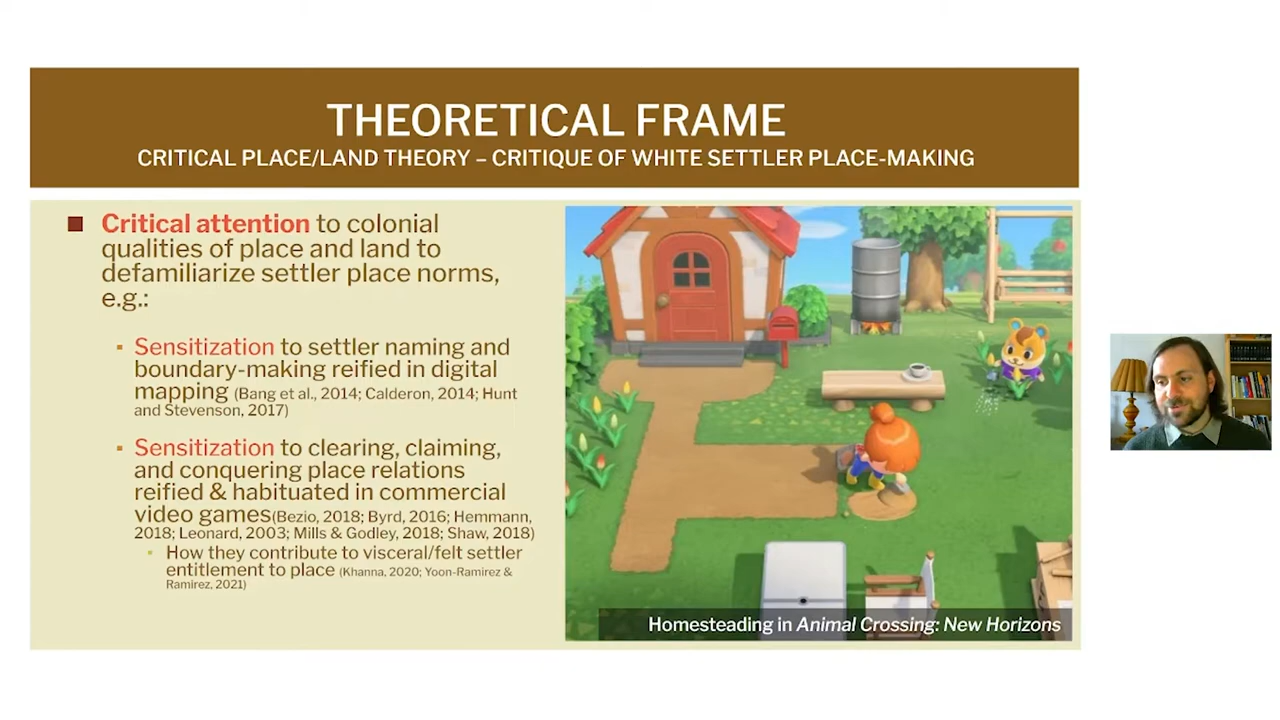 THEORETICAL FRAME
CRITICAL PLACE/LAND THEORY – CRITIQUE OF WHITE SETTLER PLACE-MAKING
Critical attention to colonial
qualities of place and land to
defamiliarize settler place norms,
e.g.:
Sensitization to settler naming and
boundary-making reified in digital
mapping (Bang et al., 2014; Calderon, 2014; Hunt
and Stevenson, 2017)
Sensitization to clearing, claiming,
and conquering place relations
reified & habituated in commercial
video games(Bezio, 2018; Byrd, 2016; Hemmann,
2018; Leonard, 2003; Mills & Godley, 2018; Shaw, 2018)
How they contribute to visceral/felt settler
entitlement to place (Khanna, 2020; Yoon-Ramirez &
Ramirez, 2021)
Homesteading in Animal Crossing: New Horizons